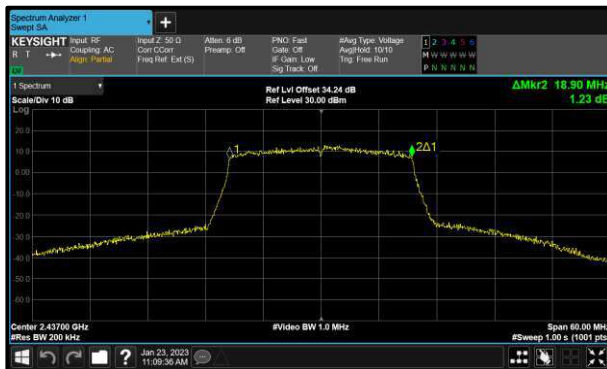 Spectrum Analyzer 1
Swept SA
+
KEYSIGHT
R T
Input: RF
Coupling: AC
Align: Partial
Input Z: 50 Ω
Corr CCorr
Freq Ref: Ext (S)
Atten: 6 dB
Preamp: Off
PNO: Fast
Gate: Off
IF Gain: Low
Sig Track: Off
#Avg Type: Voltage
Avg|Hold: 10/10
Trig: Free Run
1 2 3 4 5 6
M W W W W W
P N N N N N
1 Spectrum
Scale/Div 10 dB
Log
Ref Lvl Offset 34.24 dB
Ref Level 30.00 dBm
ΔMkr2 18.90 MHz
1.23 dB
20.0
10.0
0.00
-10.0
-20.0
-30.0
-40.0
-50.0
-60.0
1
2Δ1
Center 2.43700 GHz
#Res BW 200 kHz
#Video BW 1.0 MHz
Span 60.00 MHz
#Sweep 1.00 s (1001 pts)
?
Jan 23, 2023
11:09:36 AM